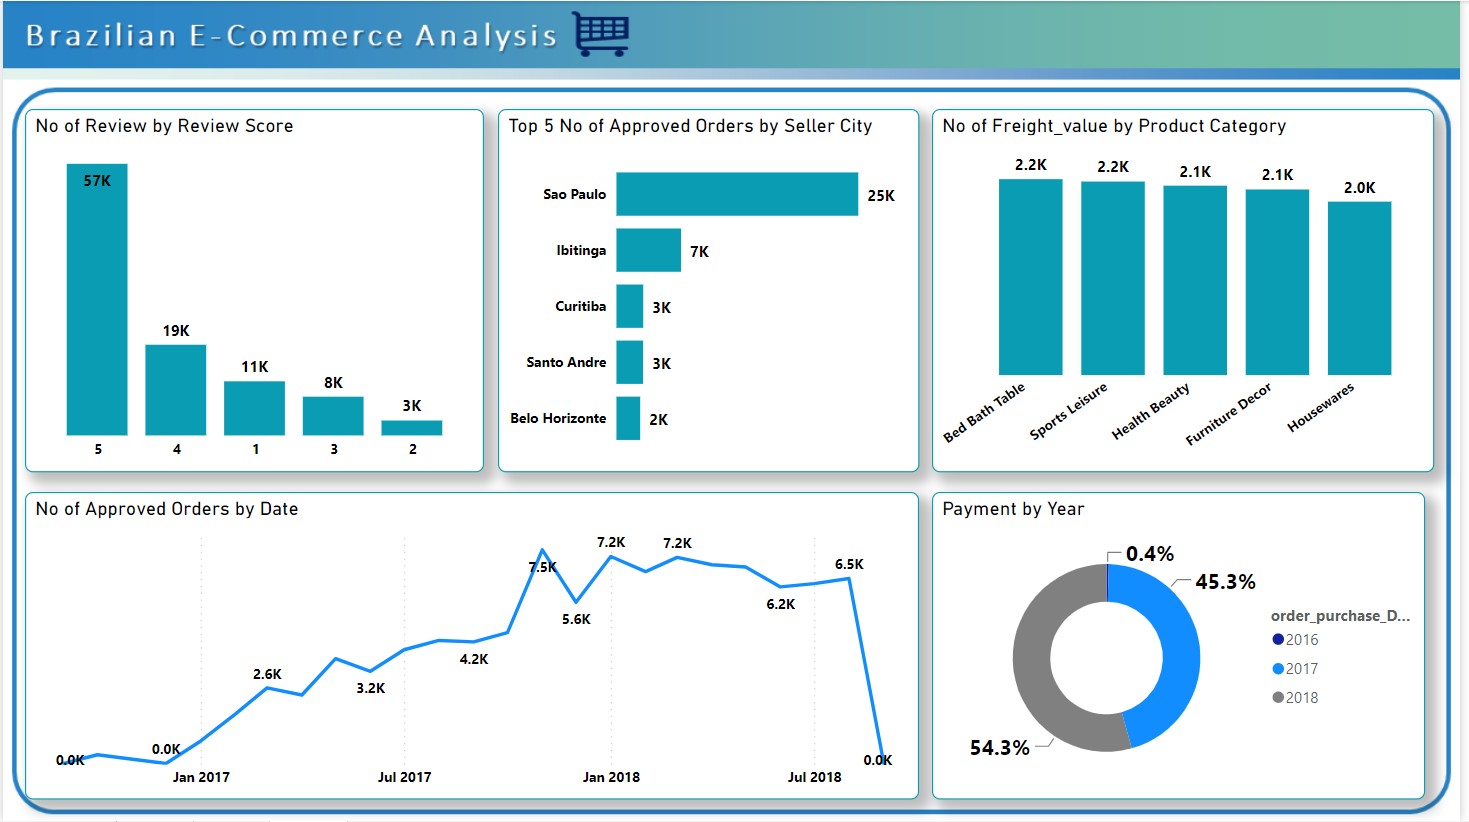 Brazilian E-Commerce Analysis
No of Review by Review Score
57K
19K
11K
8K
3K
5 4 1 3 2
Top 5 No of Approved Orders by Seller City
Sao Paulo 25K
Ibitinga 7K
Curitiba 3K
Santo Andre 3K
Belo Horizonte 2K
No of Freight_value by Product Category
2.2K 2.2K 2.1K 2.1K 2.0K
Bed Bath Table
Sports Leisure
Health Beauty
Furniture Decor
Housewares
No of Approved Orders by Date
0.0K
0.0K
2.6K
3.2K
4.2K
7.5K
5.6K
7.2K
7.2K
6.2K
6.5K
0.0K
Jan 2017 Jul 2017 Jan 2018 Jul 2018
Payment by Year
0.4%
45.3%
54.3%
order_purchase_D...
2016
2017
2018